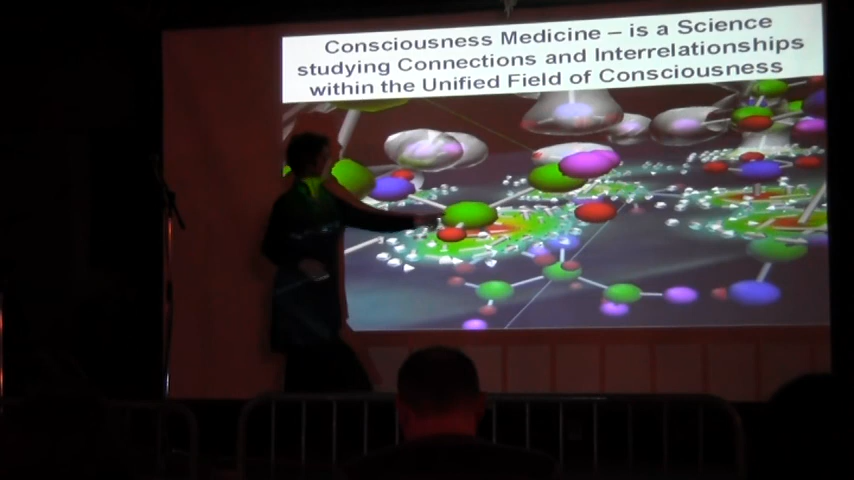 Consciousness Medicine – is a Science
studying Connections and Interrelationships
within the Unified Field of Consciousness